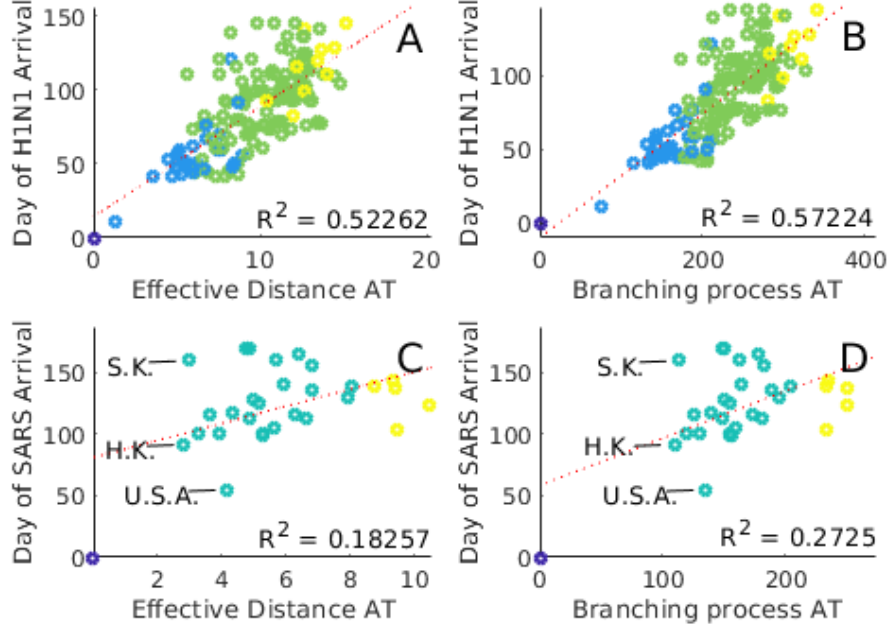 A
B
Day of H1N1 Arrival
150
100
50
0
R² = 0.52262
0
10
20
Effective Distance AT
Day of H1N1 Arrival
150
100
50
0
R² = 0.57224
0
200
400
Branching process AT
C
D
Day of SARS Arrival
150
100
50
0
S.K.
H.K.
U.S.A.
R² = 0.18257
2
4
6
8
10
Effective Distance AT
Day of SARS Arrival
150
100
50
0
S.K.
H.K.
U.S.A.
R² = 0.2725
0
100
200
Branching process AT